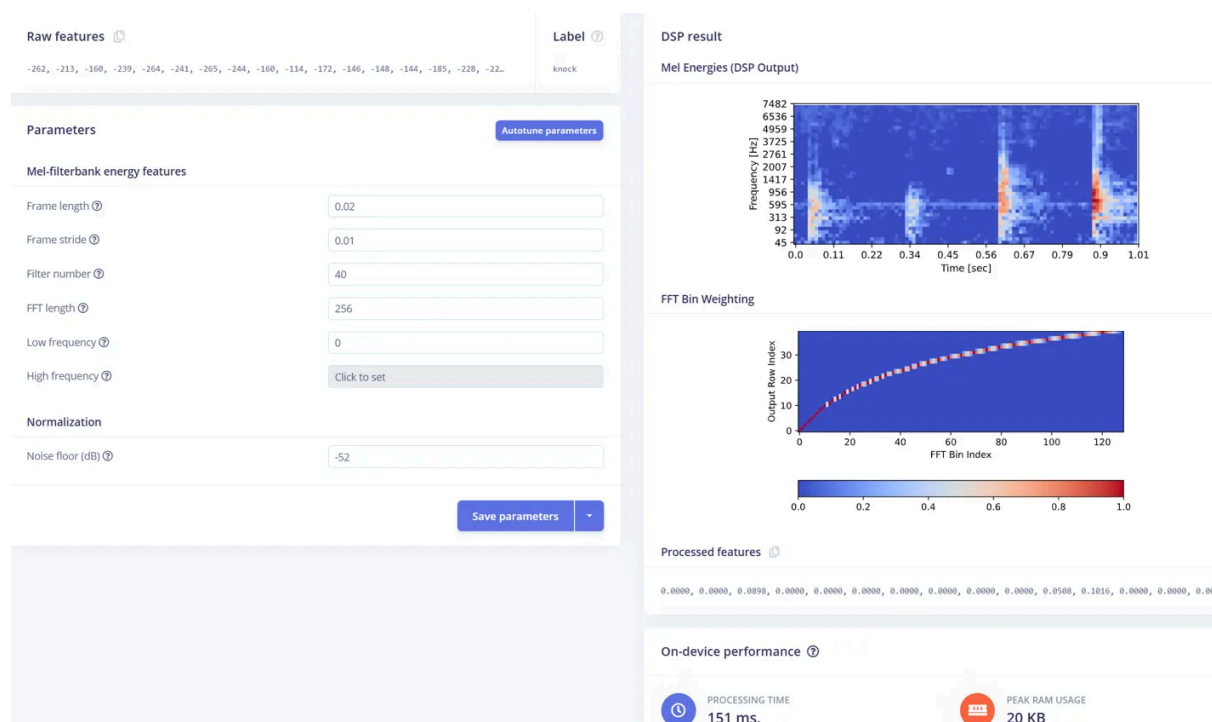 Raw features
Label
-262, -213, -160, -239, -264, -241, -265, -244, -160, -114, -172, -146, -148, -144, -185, -228, -22…
knock
Parameters
Autotune parameters
Mel-filterbank energy features
Frame length
0.02
Frame stride
0.01
Filter number
40
FFT length
256
Low frequency
0
High frequency
Click to set
Normalization
Noise floor (dB)
-52
Save parameters
DSP result
Mel Energies (DSP Output)
Frequency [Hz]
7482
6536
4959
3725
2761
2007
1417
956
595
313
92
45
0.0 0.11 0.22 0.34 0.45 0.56 0.67 0.79 0.9 1.01
Time [sec]
FFT Bin Weighting
Output Row Index
30
20
10
0
0 20 40 60 80 100 120
FFT Bin Index
0.0 0.2 0.4 0.6 0.8 1.0
Processed features
0.0000, 0.0000, 0.0898, 0.0000, 0.0000, 0.0000, 0.0000, 0.0000, 0.0000, 0.0000, 0.0508, 0.1016, 0.0000, 0.0000,
On-device performance
PROCESSING TIME
151 ms.
PEAK RAM USAGE
20 KB